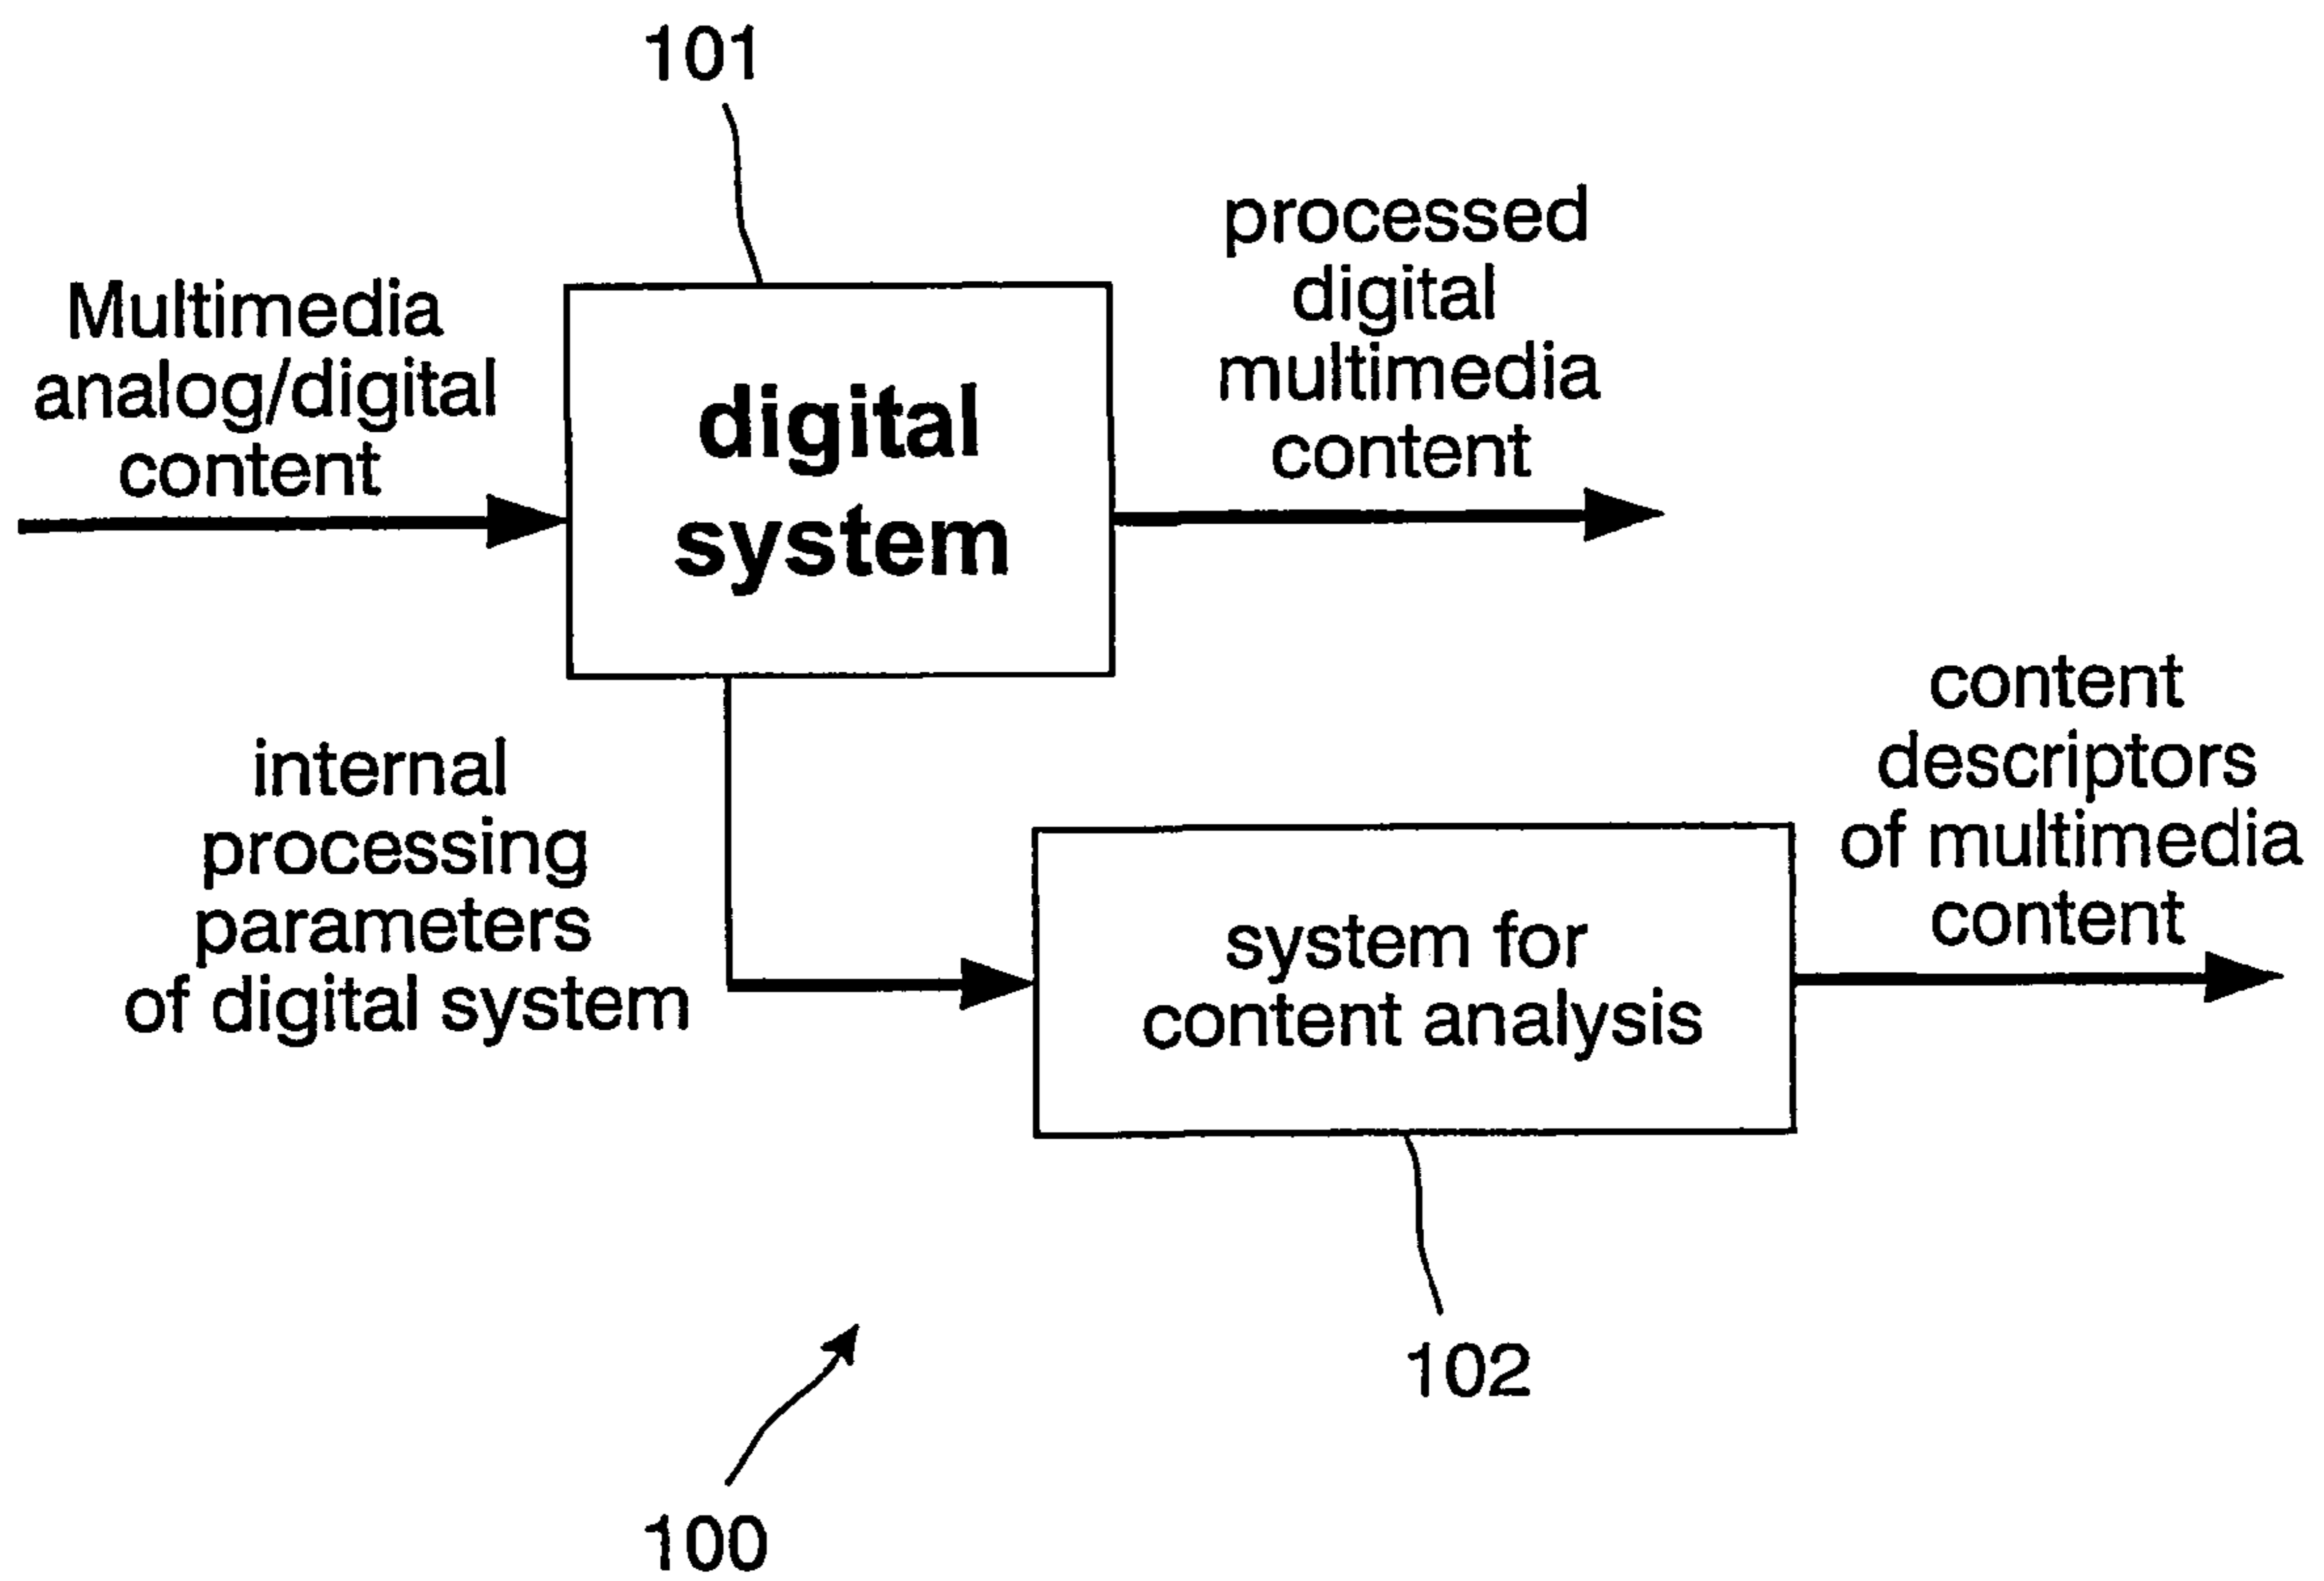 101
Multimedia
analog/digital
content
digital
system
processed
digital
multimedia
content
internal
processing
parameters
of digital system
system for
content analysis
content
descriptors
of multimedia
content
102
100